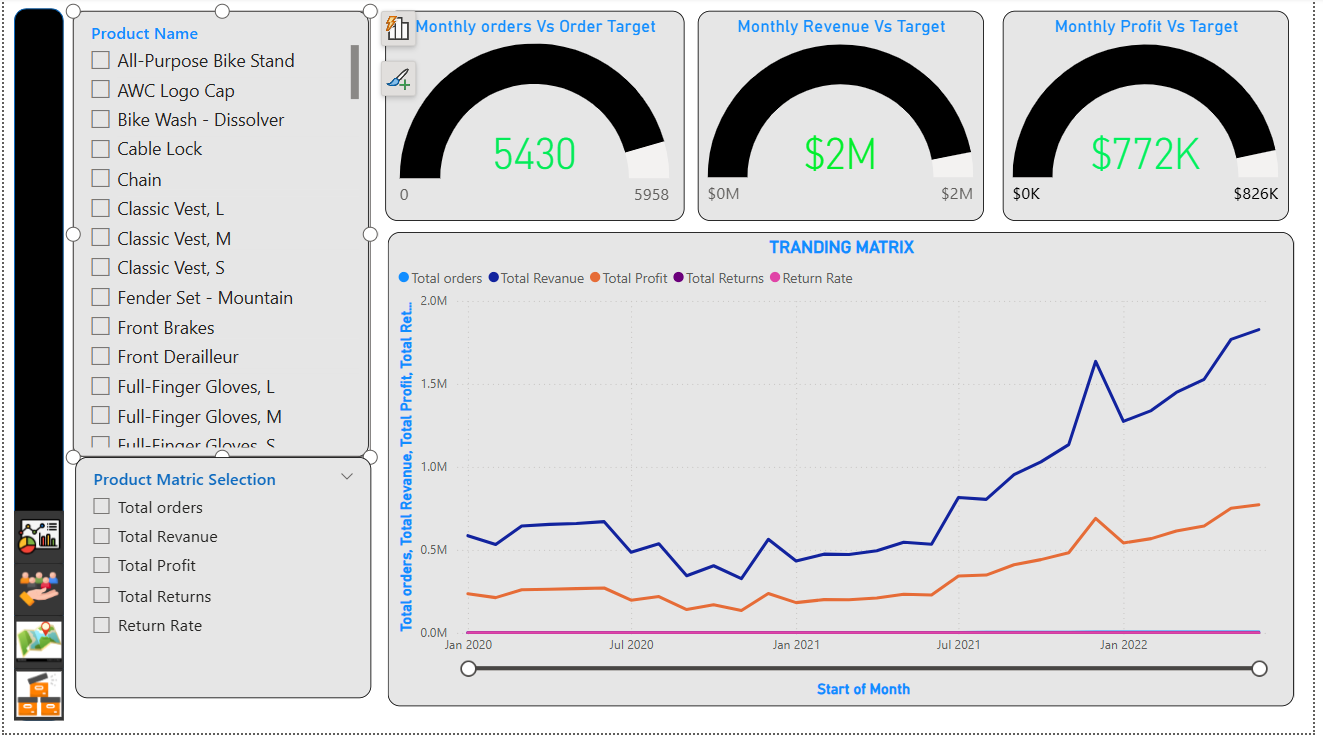 Product Name
All-Purpose Bike Stand
AWC Logo Cap
Bike Wash - Dissolver
Cable Lock
Chain
Classic Vest, L
Classic Vest, M
Classic Vest, S
Fender Set - Mountain
Front Brakes
Front Derailleur
Full-Finger Gloves, L
Full-Finger Gloves, M
Full-Finger Gloves, S
Product Matric Selection
Total orders
Total Revanue
Total Profit
Total Returns
Return Rate
Monthly orders Vs Order Target
5430
0
5958
Monthly Revenue Vs Target
$2M
$0M
$2M
Monthly Profit Vs Target
$772K
$0K
$826K
TRANDING MATRIX
Total orders Total Revanue Total Profit Total Returns Return Rate
Total orders, Total Revanue, Total Profit, Total Ret...
2.0M
1.5M
1.0M
0.5M
0.0M
Jan 2020 Jul 2020 Jan 2021 Jul 2021 Jan 2022
Start of Month